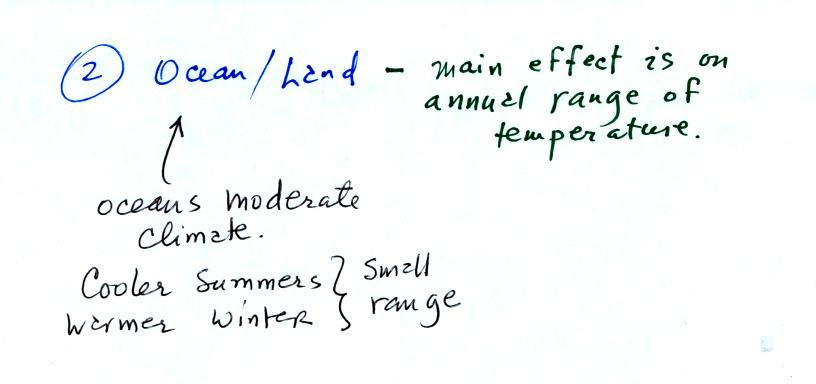 2 Ocean/Land - main effect is on
annual range of
temperature.
oceans moderate
climate.
Cooler Summers } Small
Warmer Winter } range